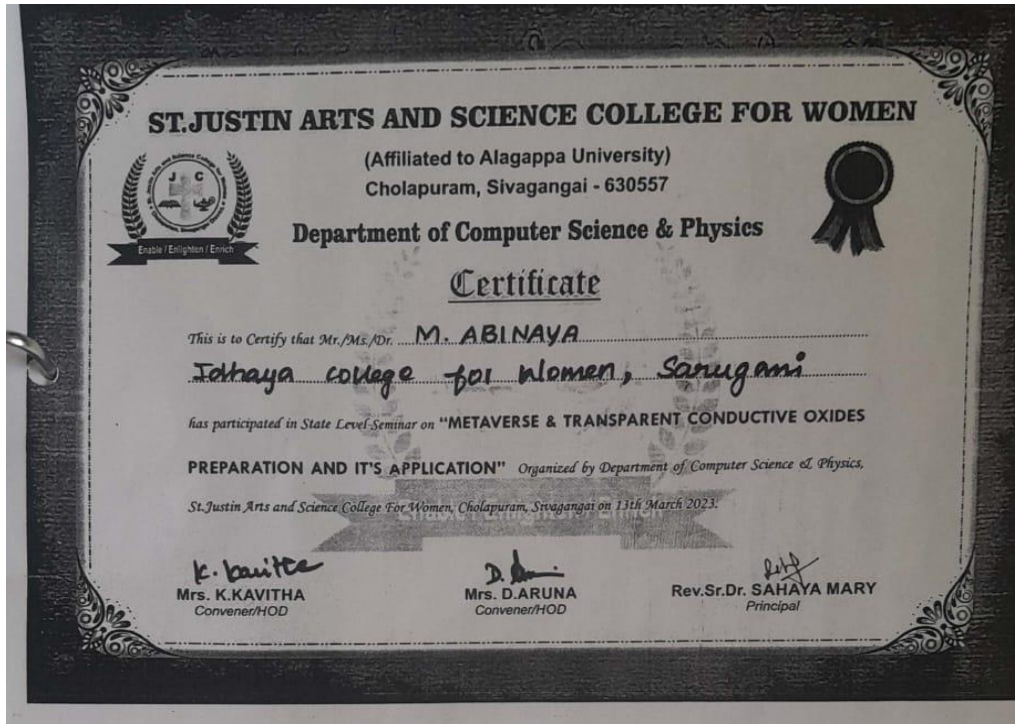 ST.JUSTIN ARTS AND SCIENCE COLLEGE FOR WOMEN
(Affiliated to Alagappa University)
Cholapuram, Sivagangai - 630557
J C
Enable / Enlighten / Enrich
Department of Computer Science & Physics
Certificate
This is to Certify that Mr./Ms./Dr. M. ABINAYA
Idhaya college for Women, Sarugani
has participated in State Level Seminar on "METAVERSE & TRANSPARENT CONDUCTIVE OXIDES
PREPARATION AND IT'S APPLICATION" Organized by Department of Computer Science & Physics,
St.Justin Arts and Science College For Women, Cholapuram, Sivagangai on 13th March 2023.
K. Kavitha
D.
Mrs. K.KAVITHA
Mrs. D.ARUNA
Rev.Sr.Dr. SAHAYA MARY
Convener/HOD
Convener/HOD
Principal